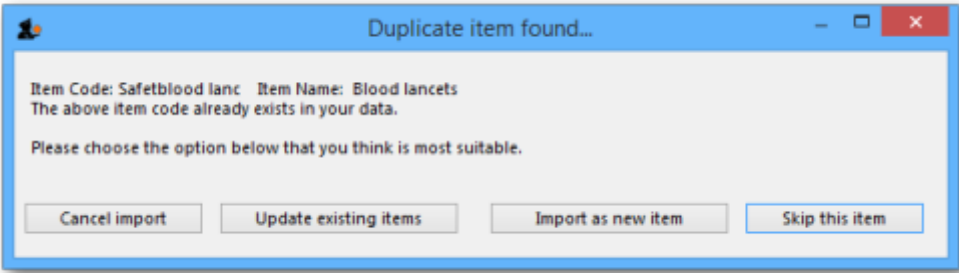 Duplicate item found...
Item Code: Safetblood lanc Item Name: Blood lancets
The above item code already exists in your data.
Please choose the option below that you think is most suitable.
Cancel import Update existing items Import as new item Skip this item